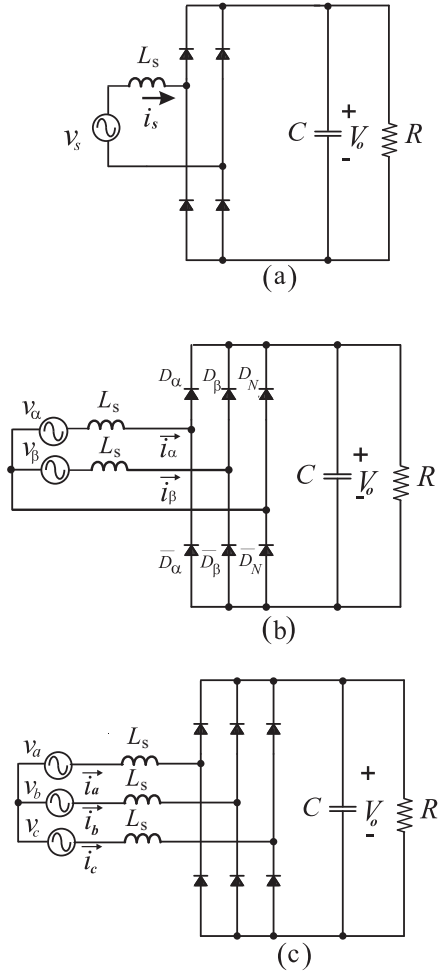 Ls
is
vs
C
+
Vo
-
R
(a)
Dα Dβ DN
vα
Ls
iα
vβ
Ls
iβ
C
+
Vo
-
R
D̅α D̅β D̅N
(b)
va
Ls
ia
vb
Ls
ib
vc
Ls
ic
C
+
Vo
-
R
(c)